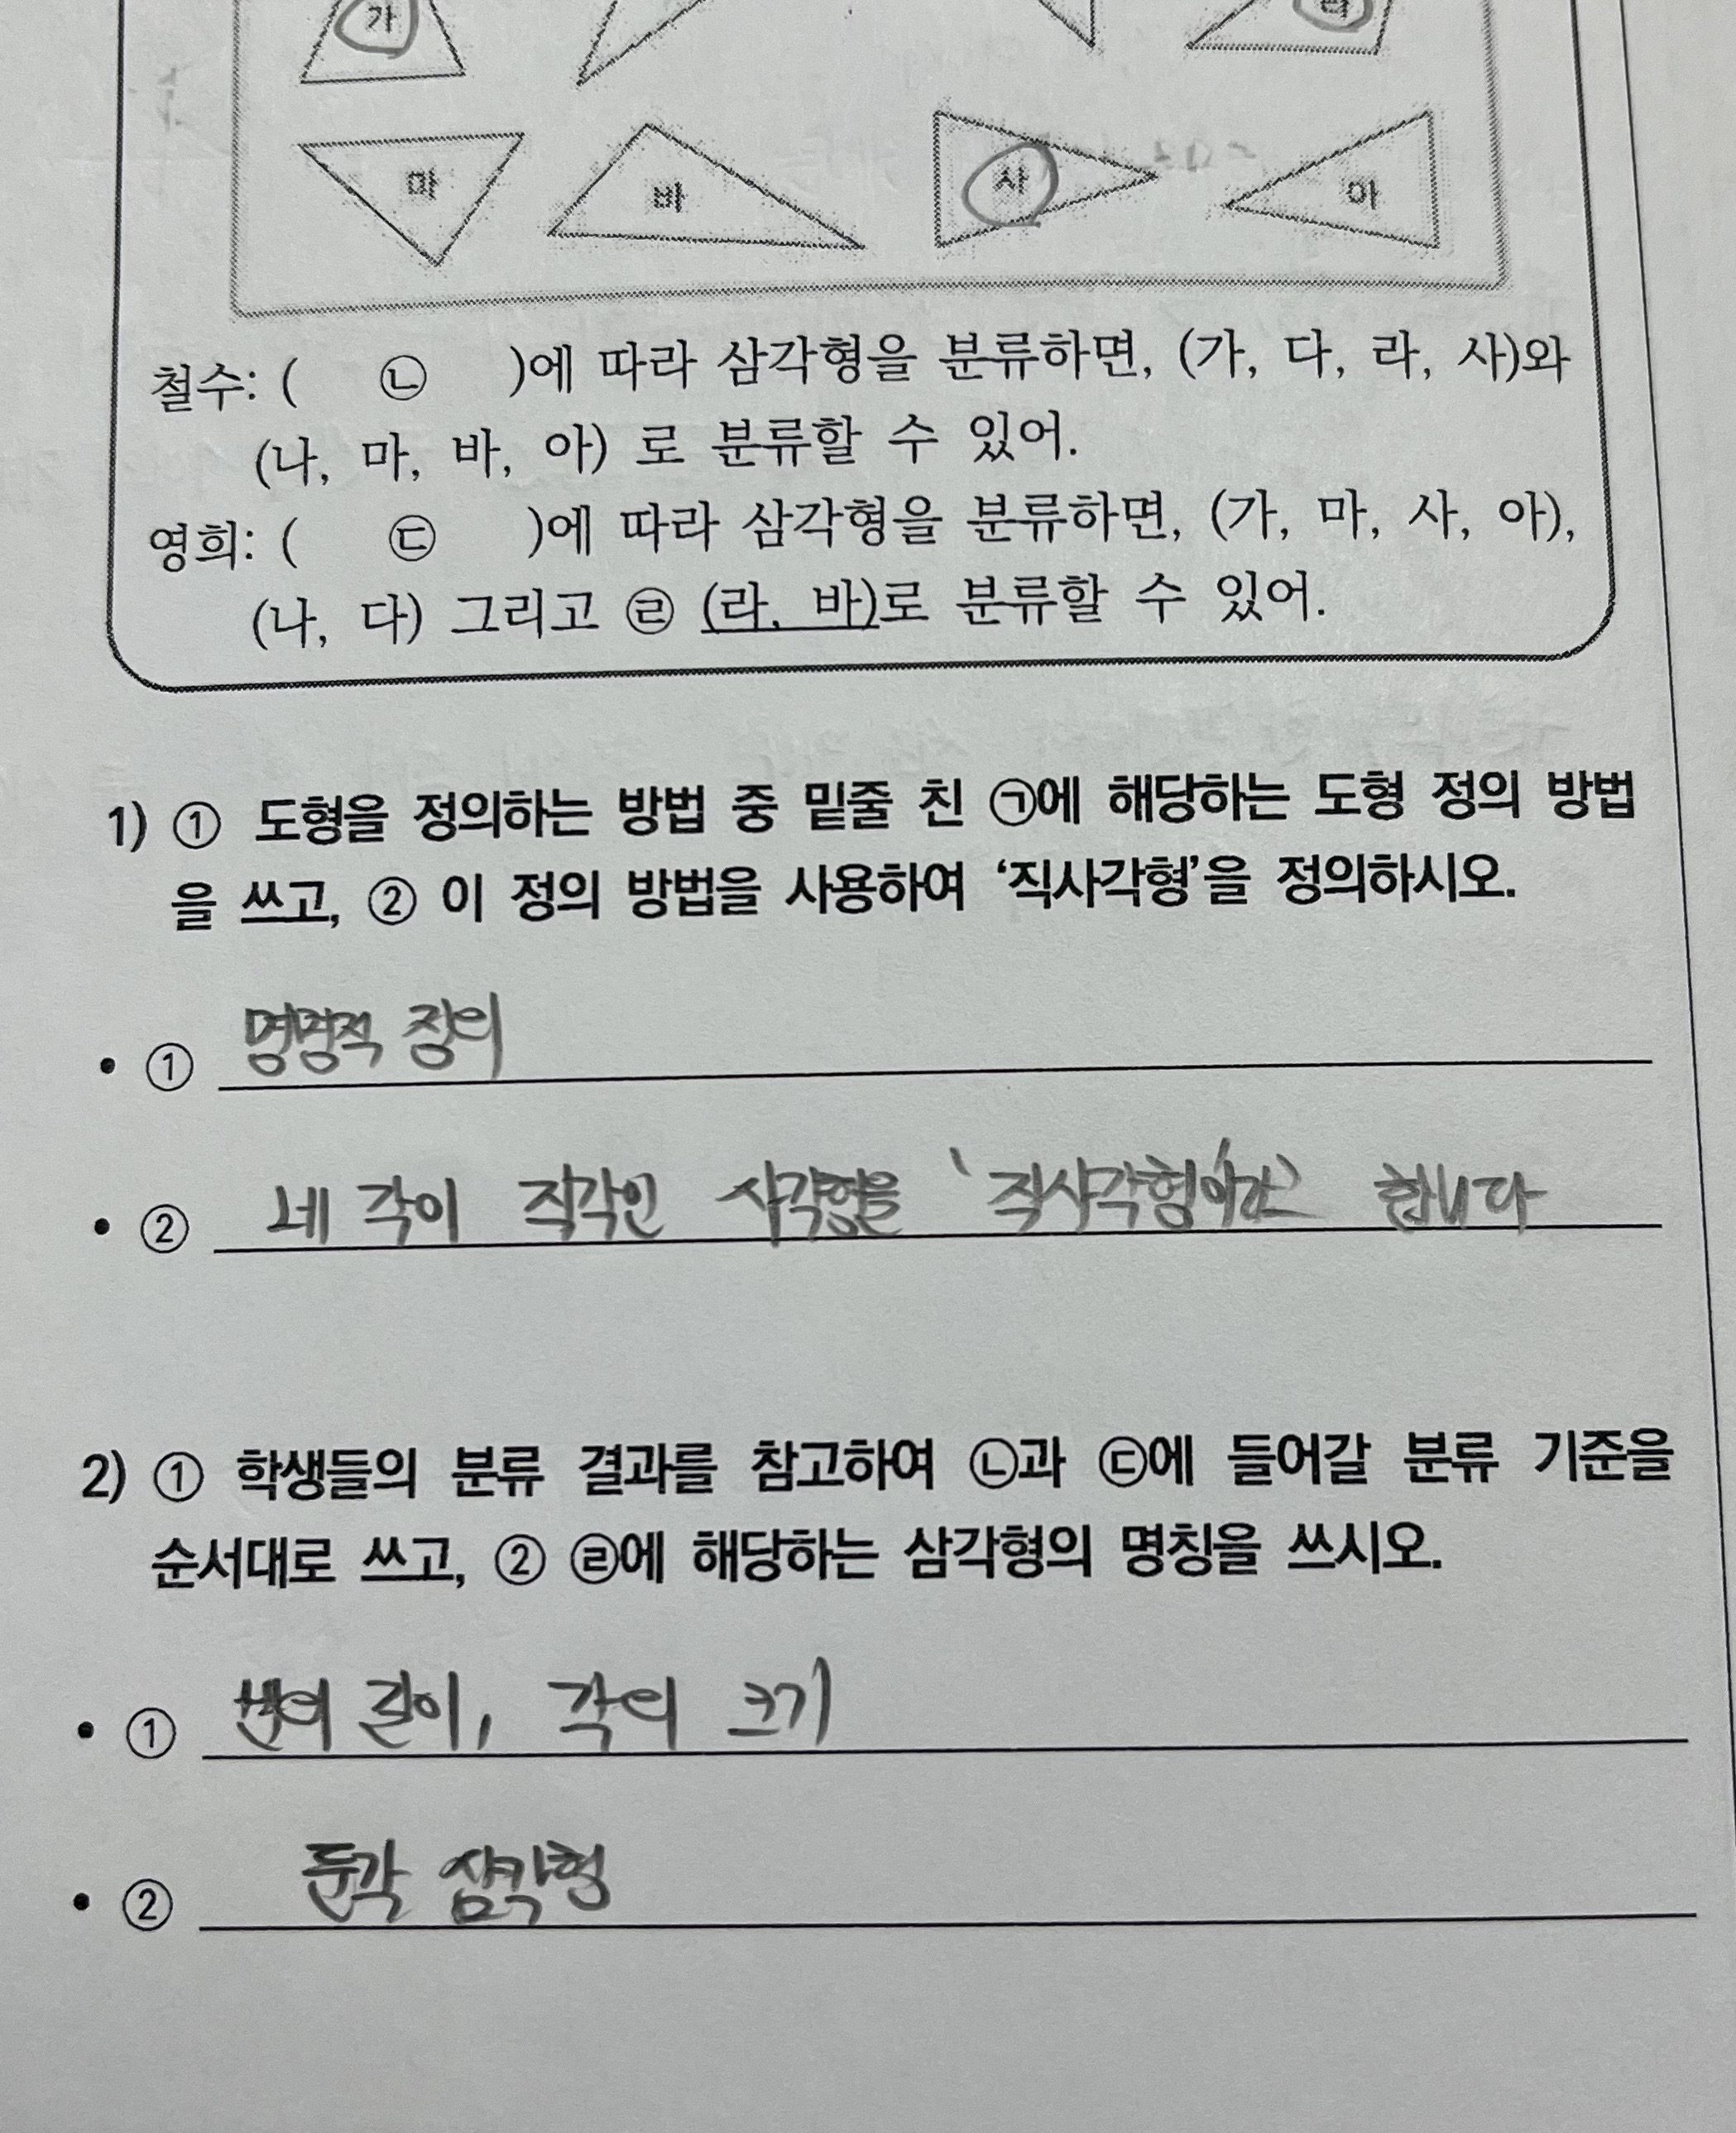 가
라
마 바 사 아
철수: ( ㉡ )에 따라 삼각형을 분류하면, (가, 다, 라, 사)와
(나, 마, 바, 아) 로 분류할 수 있어.
영희: ( ㉢ )에 따라 삼각형을 분류하면, (가, 마, 사, 아),
(나, 다) 그리고 ㉣ (라, 바)로 분류할 수 있어.
1) ① 도형을 정의하는 방법 중 밑줄 친 ㉠에 해당하는 도형 정의 방법
을 쓰고, ② 이 정의 방법을 사용하여 ‘직사각형’을 정의하시오.
• ① 명명적 정의
• ② 네 각이 직각인 사각형을 '직사각형'이라고 합니다
2) ① 학생들의 분류 결과를 참고하여 ㉡과 ㉢에 들어갈 분류 기준을
순서대로 쓰고, ② ㉣에 해당하는 삼각형의 명칭을 쓰시오.
• ① 변의 길이, 각의 크기
• ② 둔각 삼각형